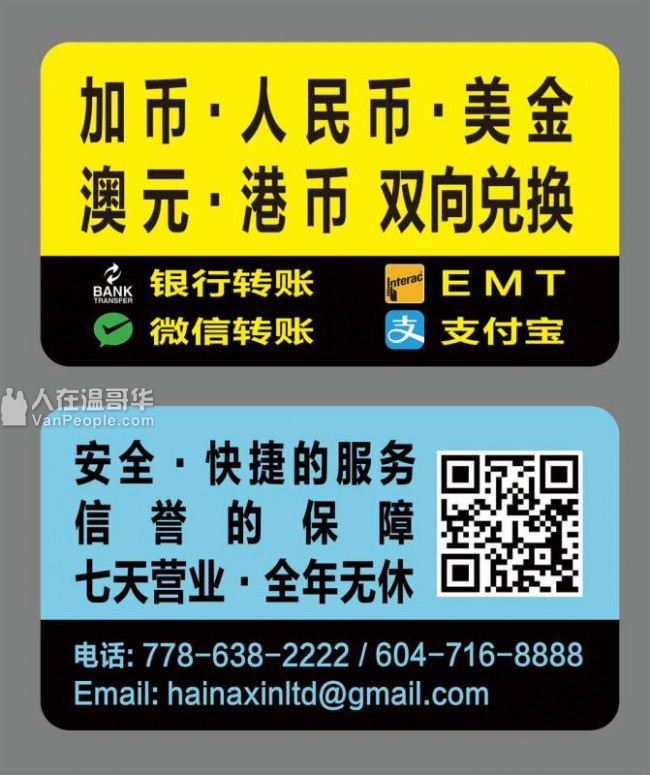 加币·人民币·美金
澳元·港币 双向兑换
BANK TRANSFER 银行转账
Interac EMT
微信转账
支 支付宝
人在温哥华
VanPeople.com
安全·快捷的服务
信誉的保障
七天营业·全年无休
电话: 778-638-2222 / 604-716-8888
Email: hainaxinltd@gmail.com